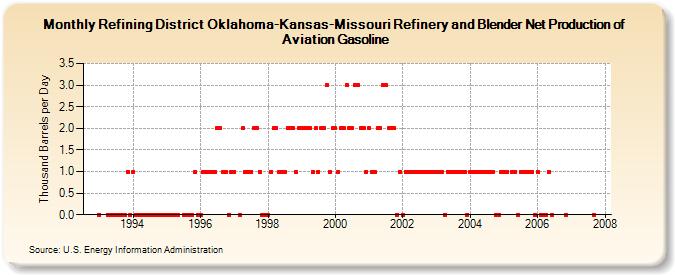 Monthly Refining District Oklahoma-Kansas-Missouri Refinery and Blender Net Production of
Aviation Gasoline
Thousand Barrels per Day
3.5
3.0
2.5
2.0
1.5
1.0
0.5
0.0
1994 1996 1998 2000 2002 2004 2006 2008
Source: U.S. Energy Information Administration